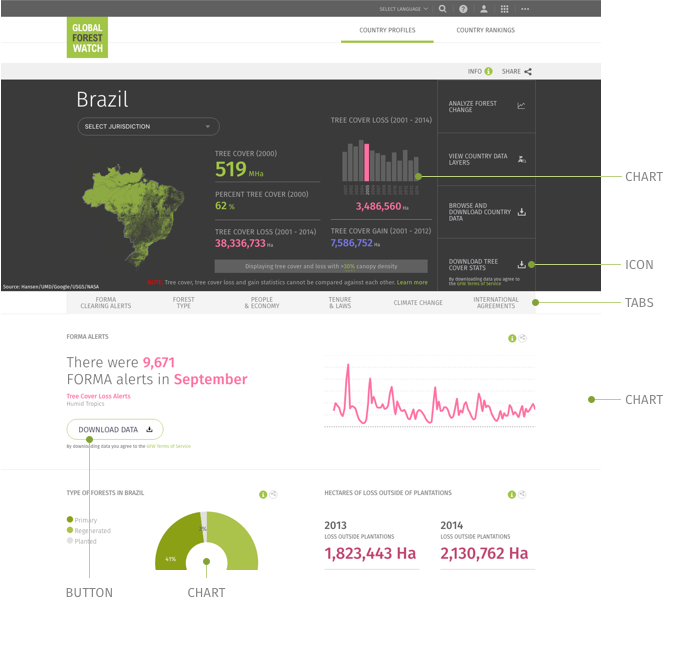 SELECT LANGUAGE
GLOBAL
FOREST
WATCH
COUNTRY PROFILES
COUNTRY RANKINGS
INFO
SHARE
Brazil
SELECT JURISDICTION
TREE COVER (2000)
519 MHa
PERCENT TREE COVER (2000)
62 %
TREE COVER LOSS (2001 - 2014)
38,336,733 Ha
TREE COVER LOSS (2001 - 2014)
3,486,560 Ha
TREE COVER GAIN (2001 - 2012)
7,586,752 Ha
Displaying tree cover and loss with >30% canopy density
NOTE: Tree cover, tree cover loss and gain statistics cannot be compared against each other. Learn more
Source: Hansen/UMD/Google/USGS/NASA
ANALYZE FOREST
CHANGE
VIEW COUNTRY DATA
LAYERS
BROWSE AND
DOWNLOAD COUNTRY
DATA
DOWNLOAD TREE
COVER STATS
By downloading data you agree to
the GFW Terms of Service
CHART
ICON
TABS
FORMA
CLEARING ALERTS
FOREST
TYPE
PEOPLE
& ECONOMY
TENURE
& LAWS
CLIMATE CHANGE
INTERNATIONAL
AGREEMENTS
FORMA ALERTS
There were 9,671
FORMA alerts in September
Tree Cover Loss Alerts
Humid Tropics
DOWNLOAD DATA
By downloading data you agree to the GFW Terms of Service
CHART
TYPE OF FORESTS IN BRAZIL
Primary
Regenerated
Planted
41%
2%
HECTARES OF LOSS OUTSIDE OF PLANTATIONS
2013
LOSS OUTSIDE PLANTATIONS
1,823,443 Ha
2014
LOSS OUTSIDE PLANTATIONS
2,130,762 Ha
BUTTON
CHART